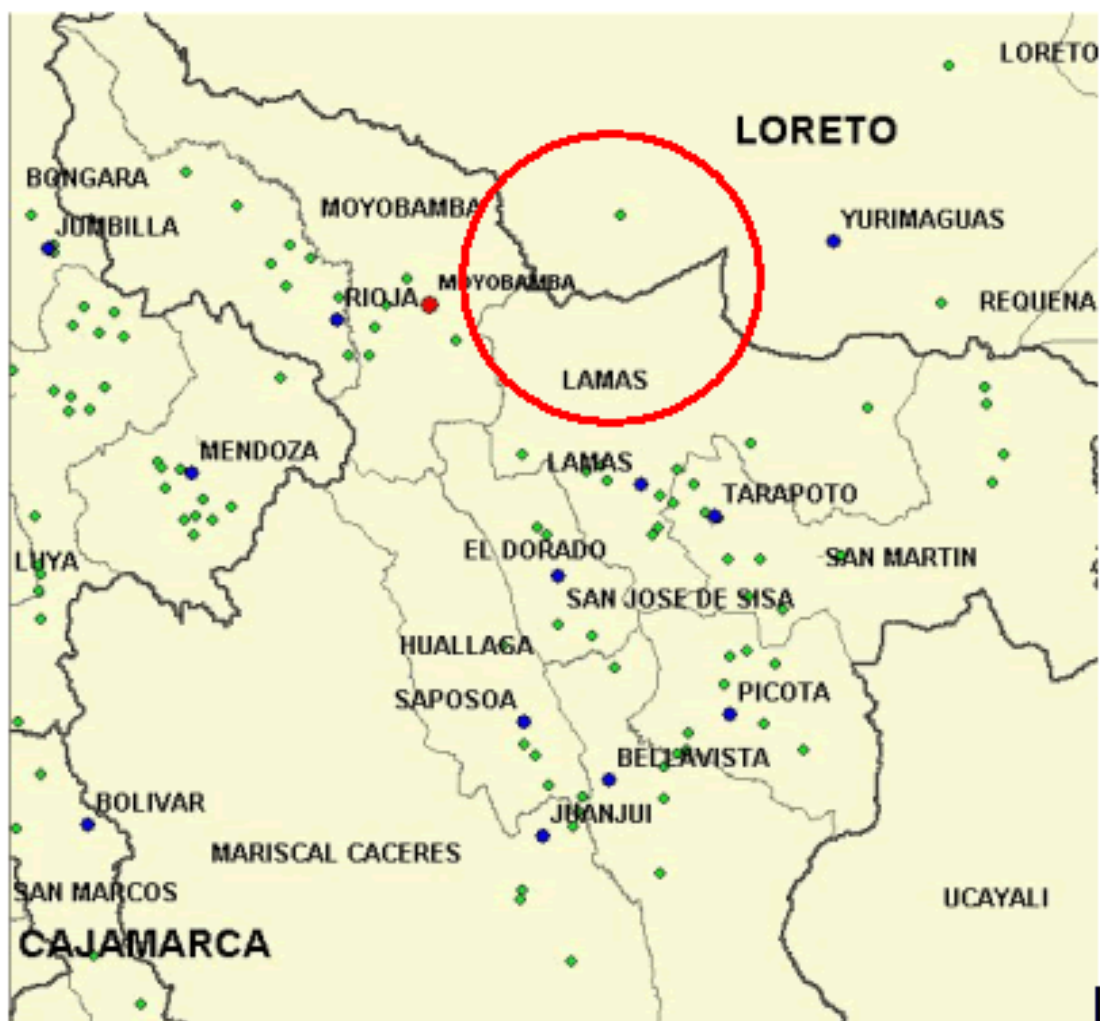 LORETO
LORETO
BONGARA
MOYOBAMBA
JUMBILLA
YURIMAGUAS
MOYOBAMBA
RIOJA
REQUENA
LAMAS
MENDOZA
LAMAS
TARAPOTO
EL DORADO
SAN MARTIN
LUYA
SAN JOSE DE SISA
HUALLAGA
SAPOSOA
PICOTA
BELLAVISTA
BOLIVAR
JUANJUI
MARISCAL CACERES
SAN MARCOS
UCAYALI
CAJAMARCA